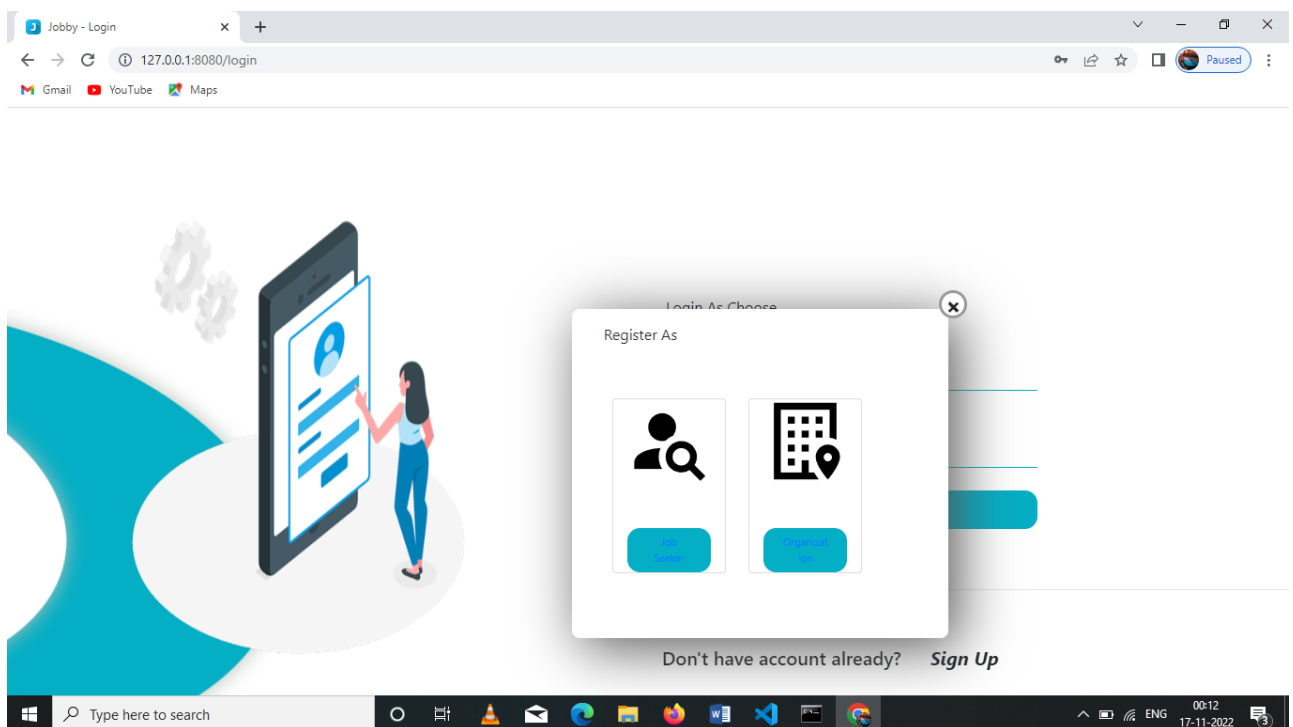 Jobby - Login
127.0.0.1:8080/login
Paused
Gmail YouTube Maps
Login As Choose
Register As
Job
Seeker
Organizat
ion
Don't have account already? Sign Up
Type here to search
ENG
00:12
17-11-2022
3